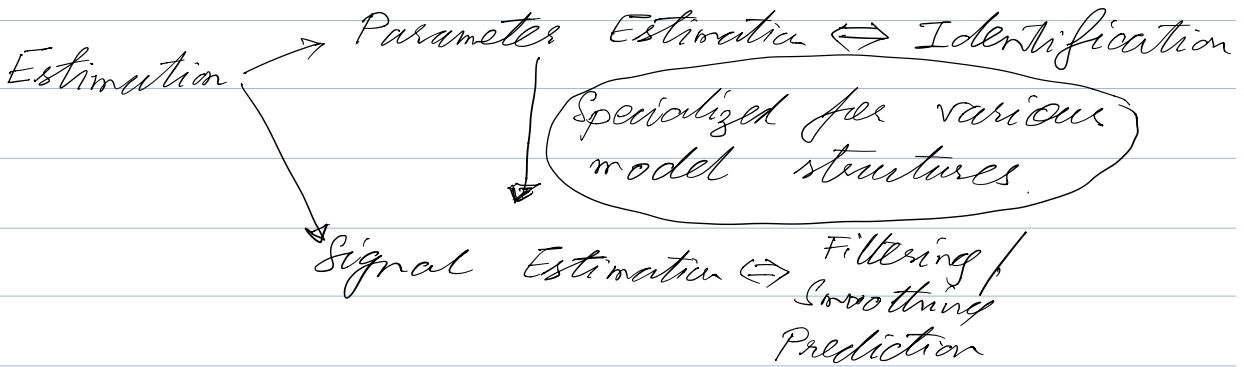 Parameter Estimation ⇔ Identification
Estimation
Specialized for various
model structures.
Signal Estimation ⇔ Filtering /
Smoothing
Prediction